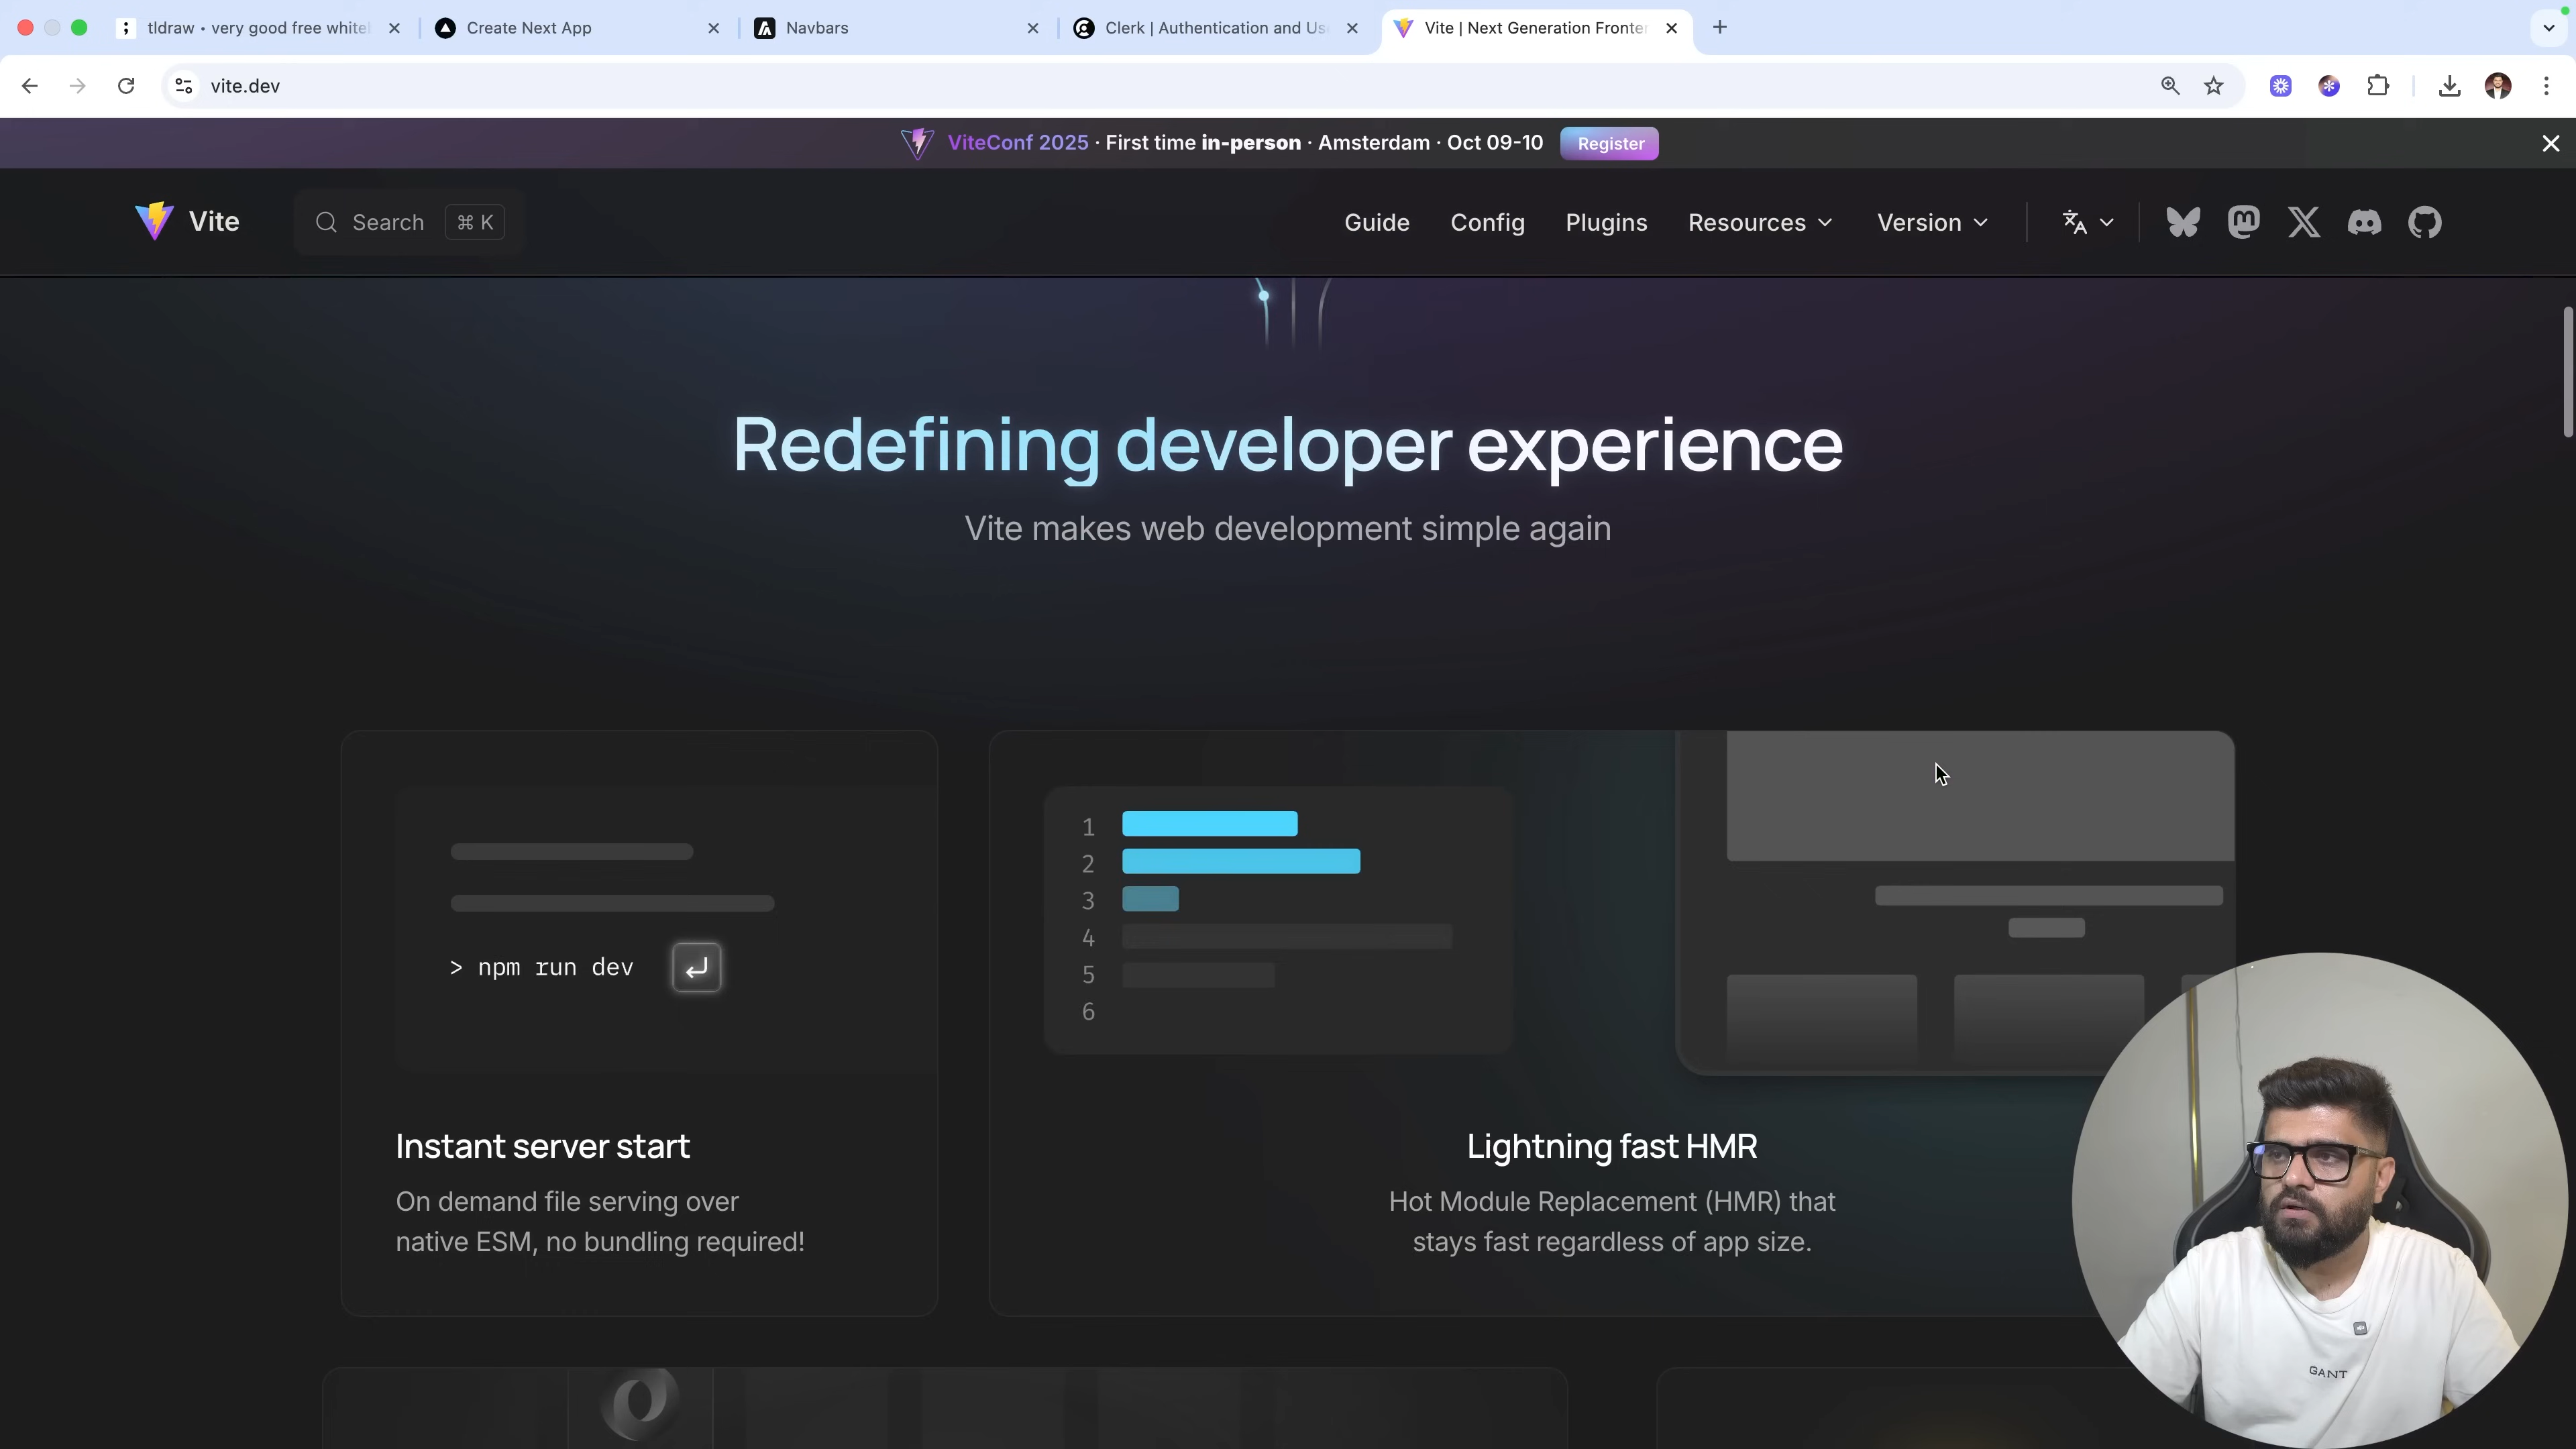 tldraw • very good free white
Create Next App
Navbars
Clerk | Authentication and Us
Vite | Next Generation Fronte
vite.dev
ViteConf 2025 · First time in-person · Amsterdam · Oct 09-10
Register
Vite
Search
⌘ K
Guide
Config
Plugins
Resources
Version
Redefining developer experience
Vite makes web development simple again
> npm run dev
1
2
3
4
5
6
Instant server start
On demand file serving over
native ESM, no bundling required!
Lightning fast HMR
Hot Module Replacement (HMR) that
stays fast regardless of app size.
GANT